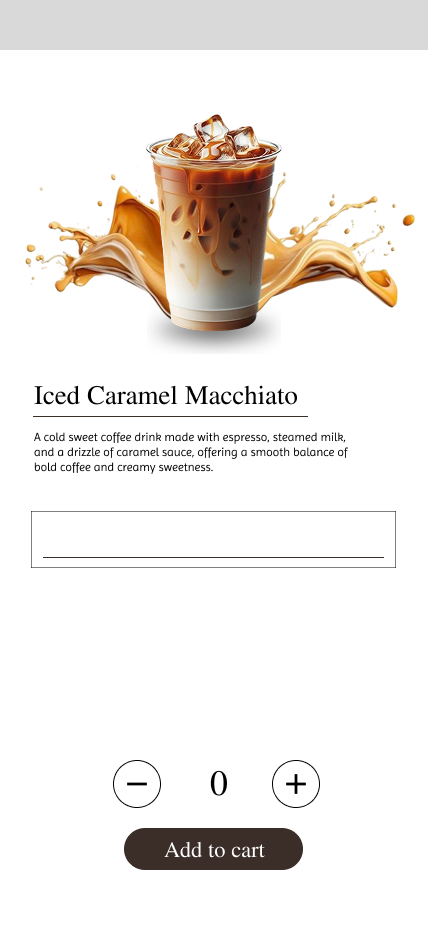 Iced Caramel Macchiato
A cold sweet coffee drink made with espresso, steamed milk,
and a drizzle of caramel sauce, offering a smooth balance of
bold coffee and creamy sweetness.
0
Add to cart